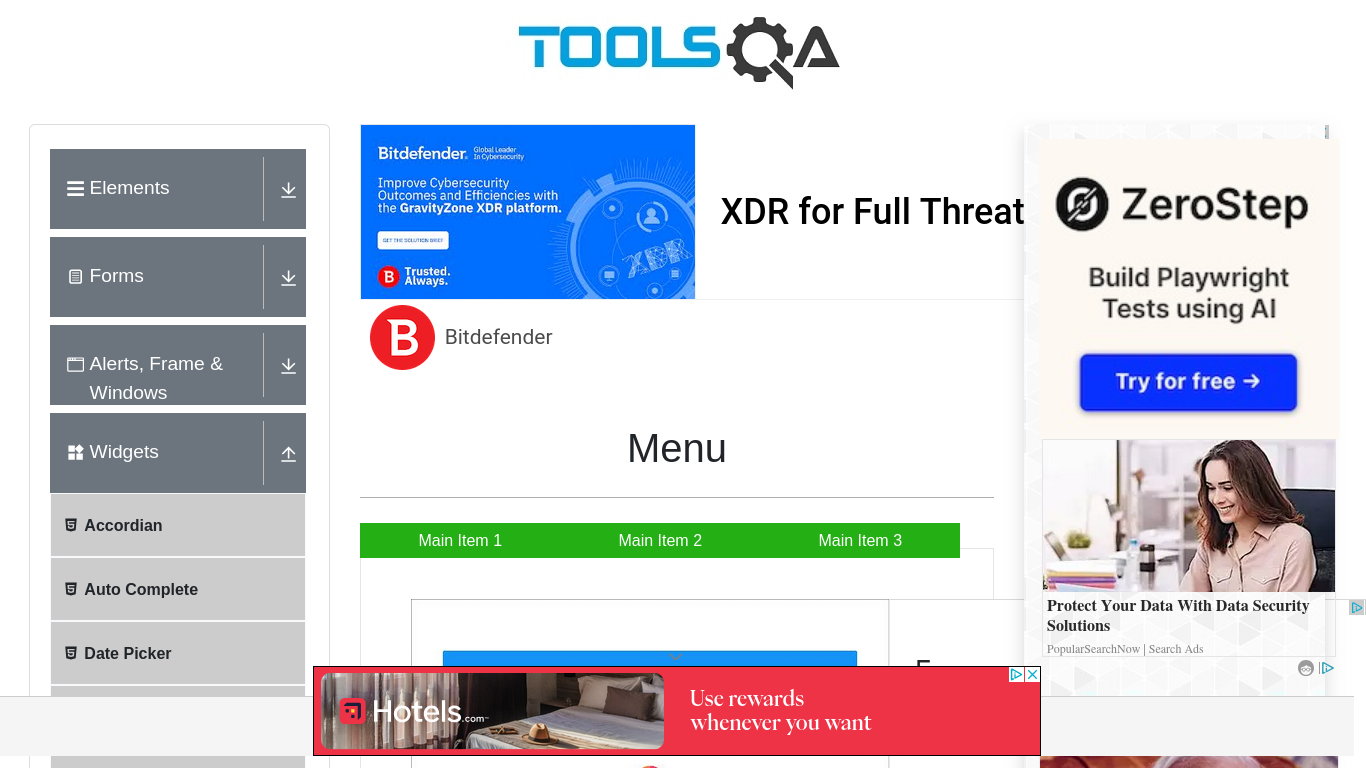 TOOLSQA
Elements
Forms
Alerts, Frame &
Windows
Widgets
Accordian
Auto Complete
Date Picker
Bitdefender
Global Leader
In Cybersecurity
Improve Cybersecurity
Outcomes and Efficiencies with
the GravityZone XDR platform.
GET THE SOLUTION BRIEF
B Trusted.
Always.
XDR
XDR for Full Threat
B Bitdefender
Menu
Main Item 1 Main Item 2 Main Item 3
ZeroStep
Build Playwright
Tests using AI
Try for free →
Protect Your Data With Data Security
Solutions
PopularSearchNow | Search Ads
Hotels.com™
Use rewards
whenever you want